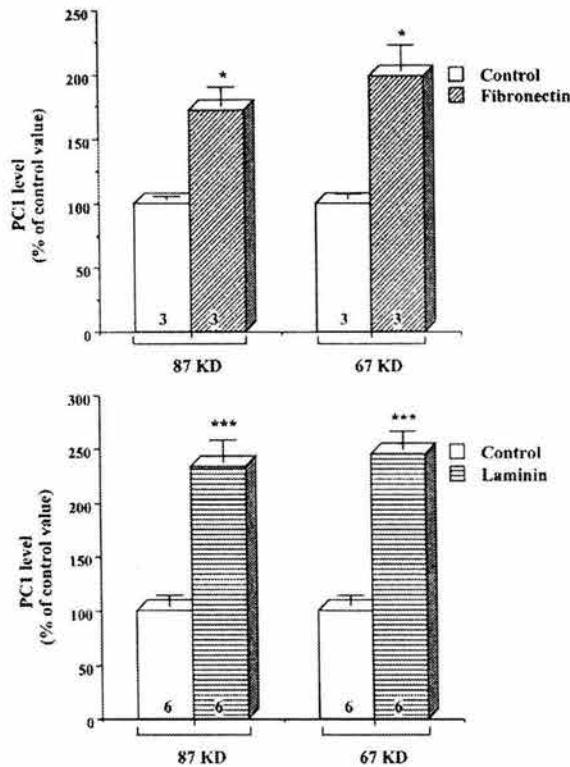 250
200
150
100
50
0
PC1 level
(% of control value)
*
*
Control
Fibronectin
3
3
3
3
87 KD
67 KD
300
250
200
150
100
50
0
PC1 level
(% of control value)
***
***
Control
Laminin
6
6
6
6
87 KD
67 KD